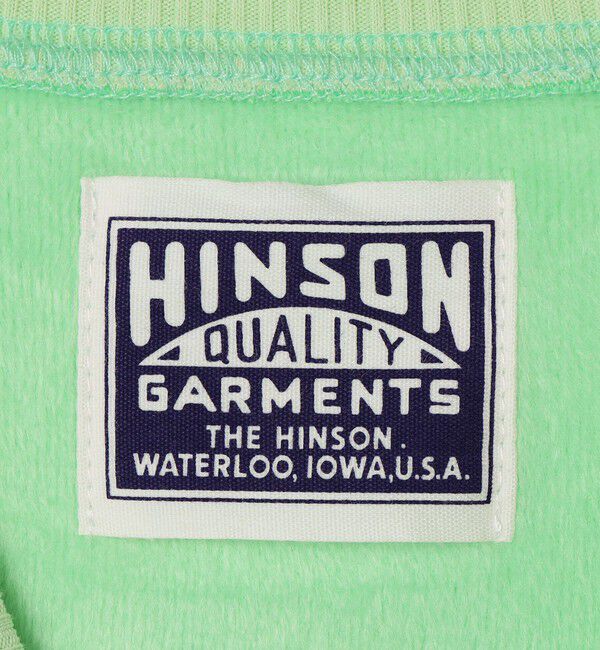 HINSON
QUALITY
GARMENTS
THE HINSON.
WATERLOO, IOWA, U.S.A.